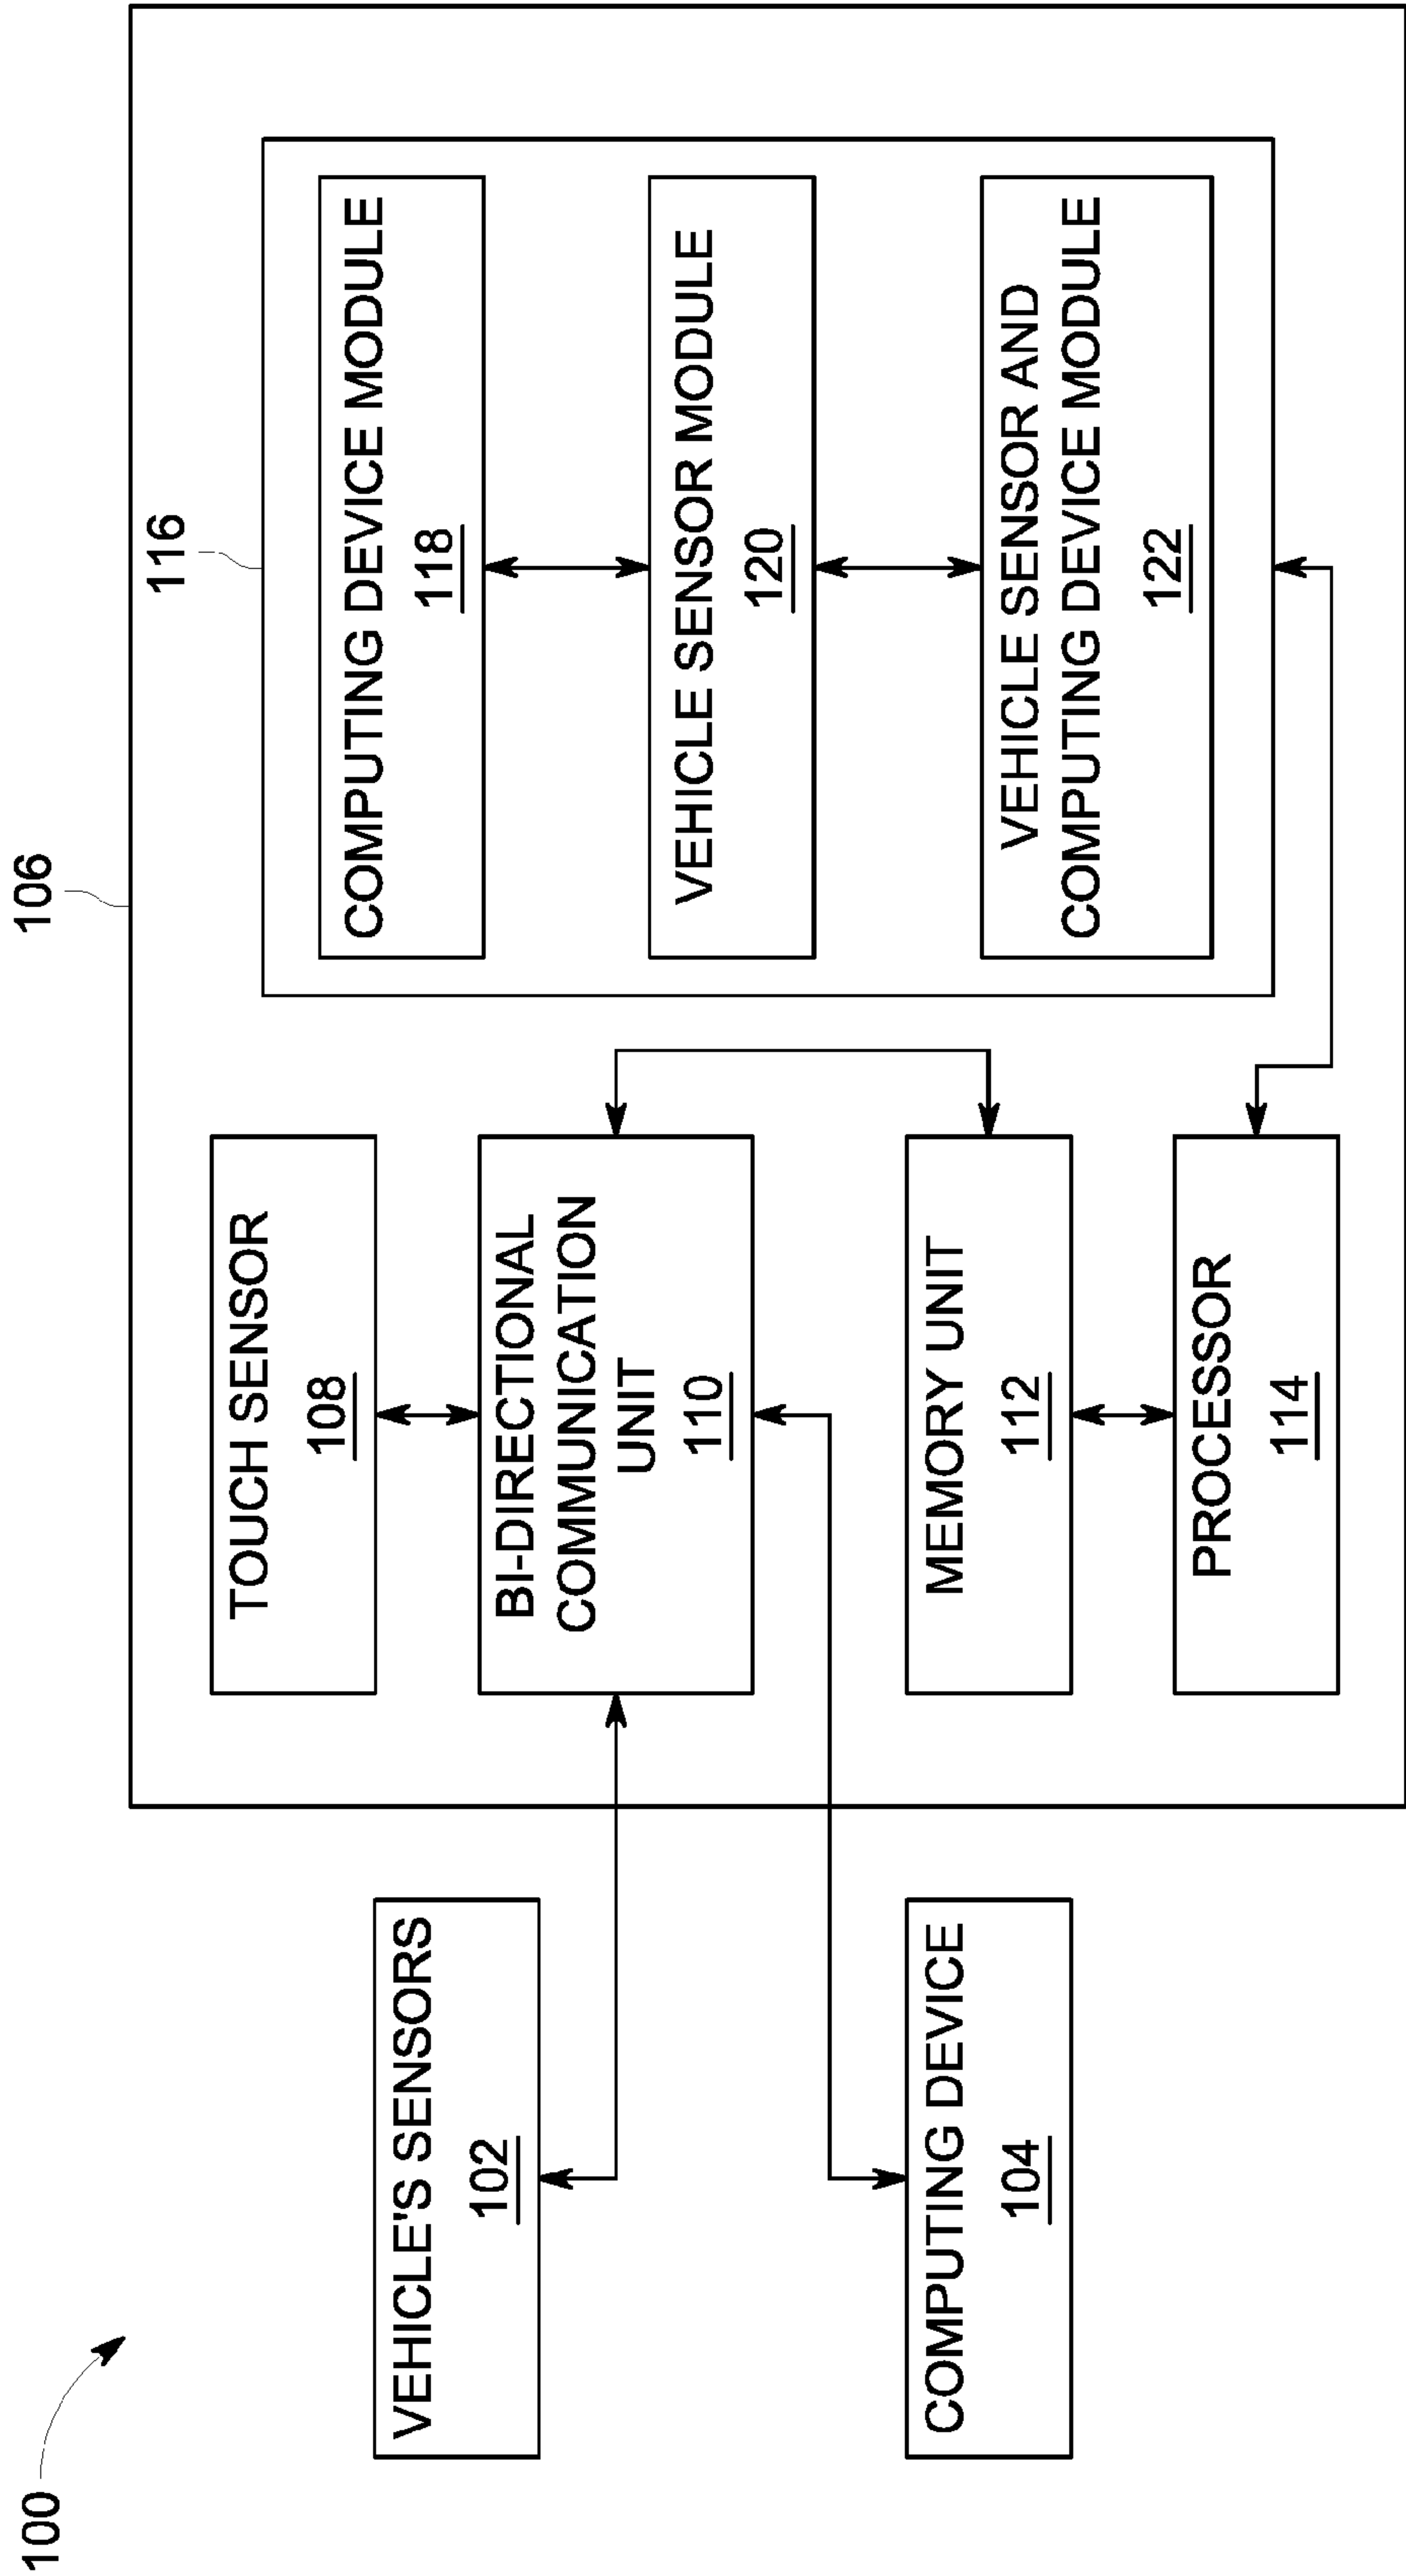 100
106
116
VEHICLE'S SENSORS
102
COMPUTING DEVICE
104
TOUCH SENSOR
108
BI-DIRECTIONAL
COMMUNICATION
UNIT
110
MEMORY UNIT
112
PROCESSOR
114
COMPUTING DEVICE MODULE
118
VEHICLE SENSOR MODULE
120
VEHICLE SENSOR AND
COMPUTING DEVICE MODULE
122